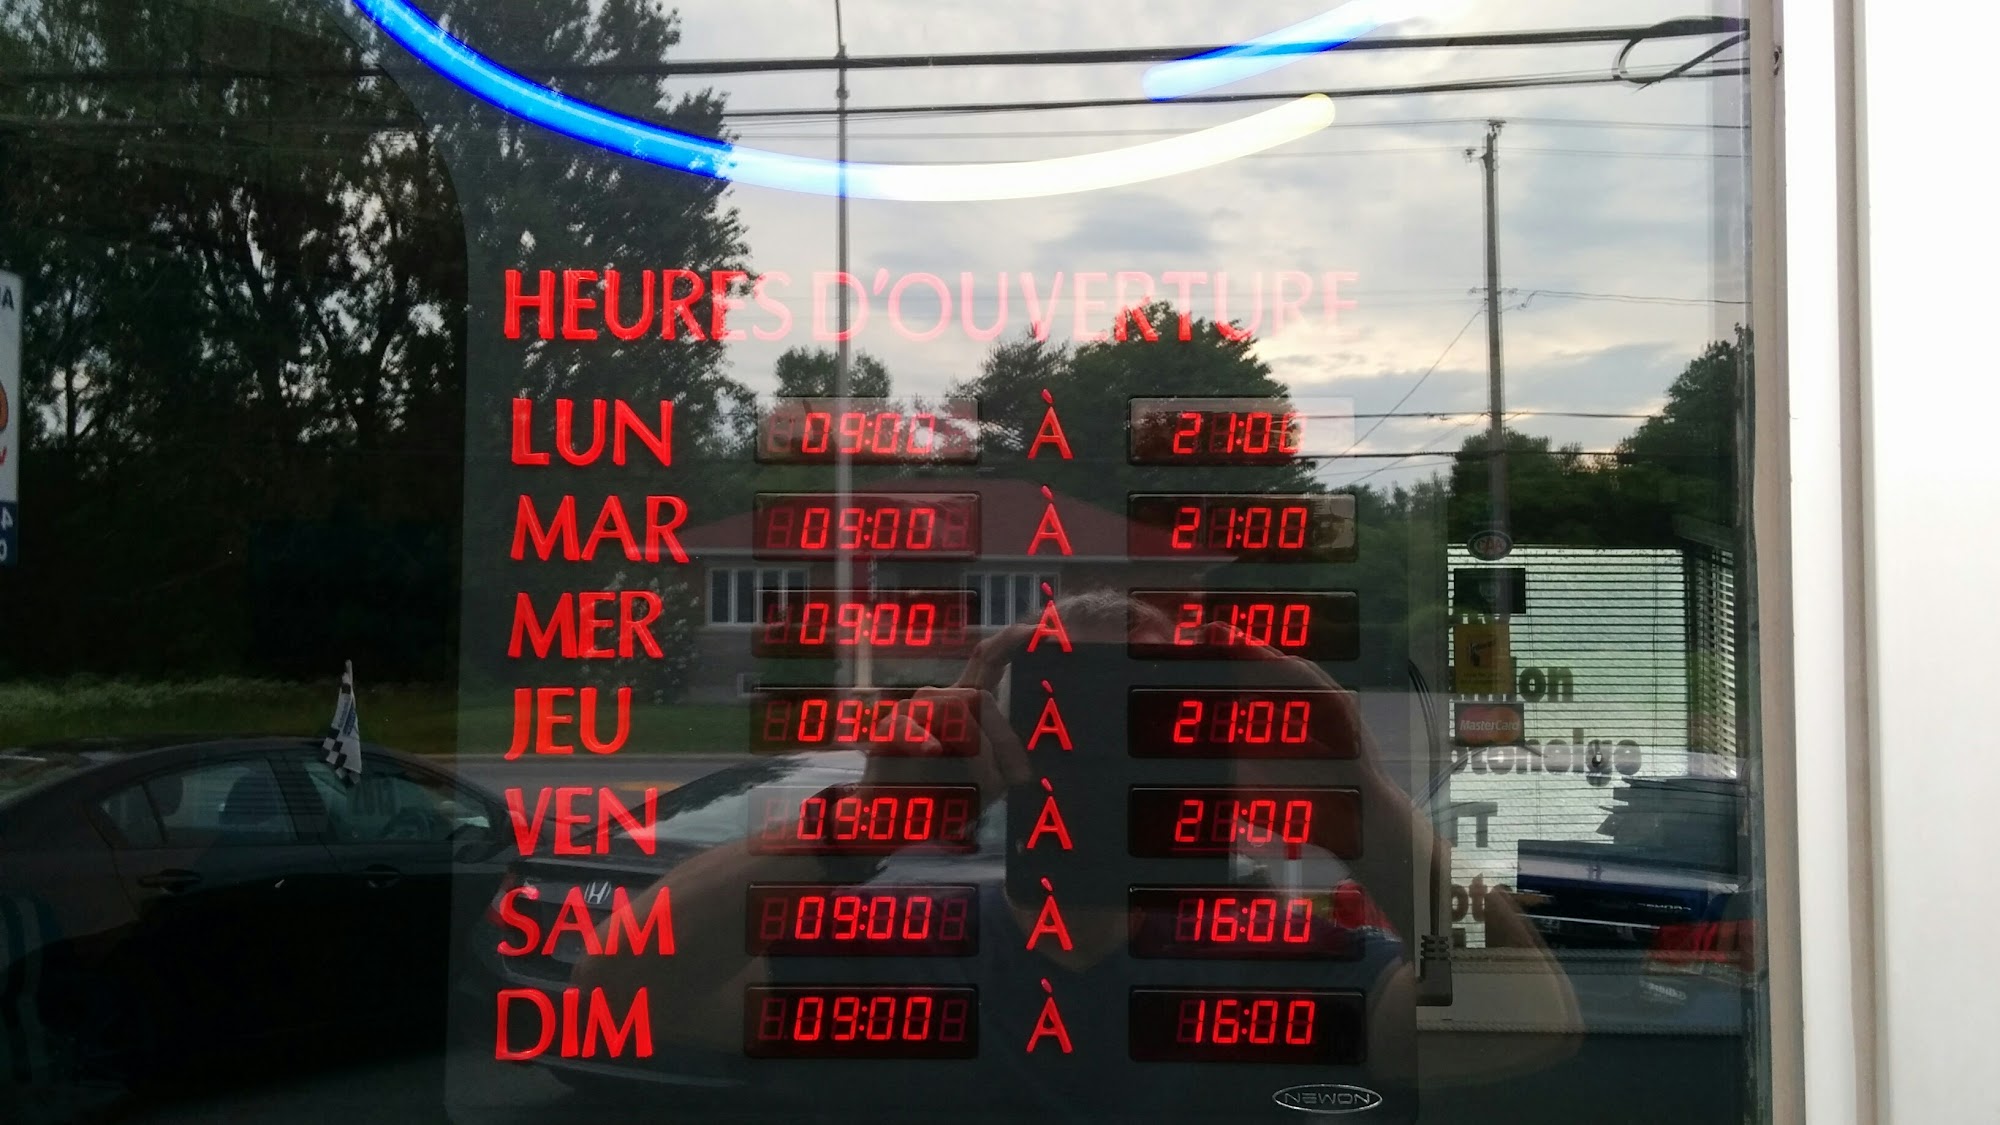 HEURES D'OUVERTURE
LUN 09:00 À 21:00
MAR 09:00 À 21:00
MER 09:00 À 21:00
JEU 09:00 À 21:00
VEN 09:00 À 21:00
SAM 09:00 À 16:00
DIM 09:00 À 16:00
NEWON
MasterCard